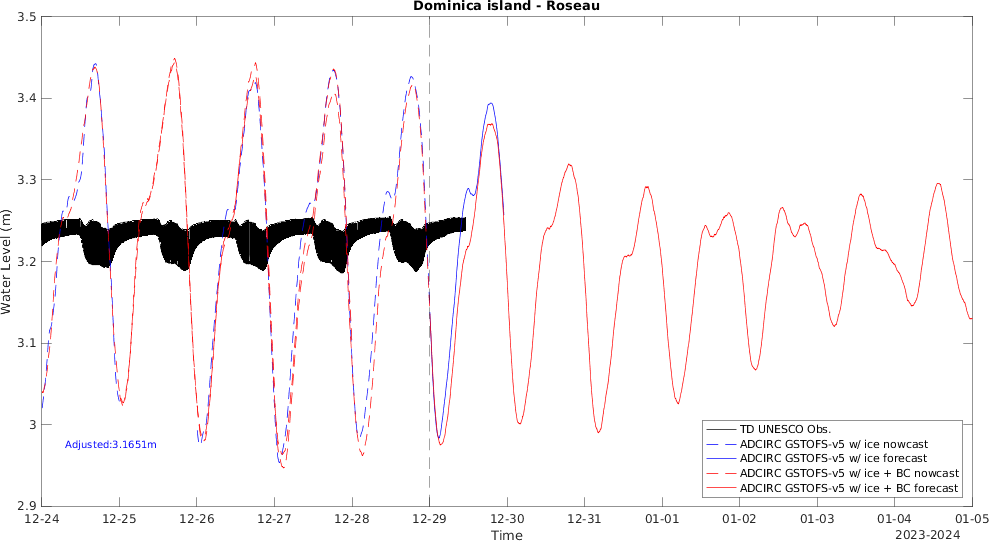 Dominica island - Roseau
3.5
3.4
3.3
3.2
3.1
3
2.9
Water Level (m)
Adjusted:3.1651m
TD UNESCO Obs.
ADCIRC GSTOFS-v5 w/ ice nowcast
ADCIRC GSTOFS-v5 w/ ice forecast
ADCIRC GSTOFS-v5 w/ ice + BC nowcast
ADCIRC GSTOFS-v5 w/ ice + BC forecast
12-24 12-25 12-26 12-27 12-28 12-29 12-30 12-31 01-01 01-02 01-03 01-04 01-05
Time
2023-2024